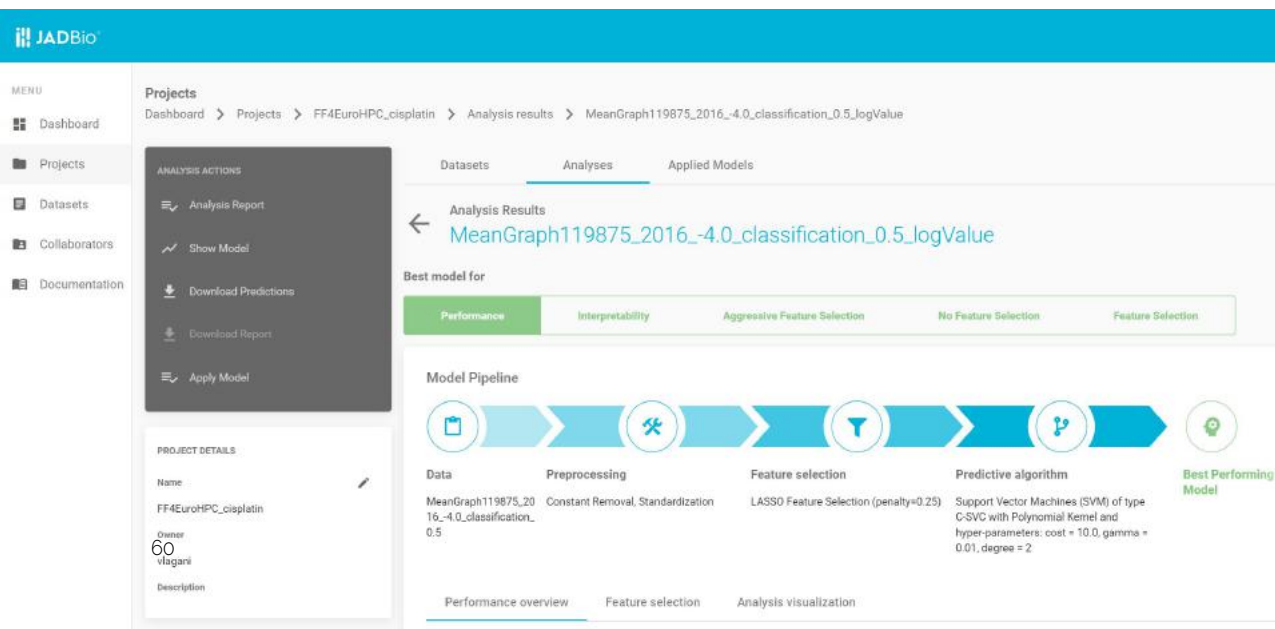 JADBio
MENU
Dashboard
Projects
Datasets
Collaborators
Documentation
Projects
Dashboard > Projects > FF4EuroHPC_cisplatin > Analysis results > MeanGraph119875_2016_-4.0_classification_0.5_logValue
ANALYSIS ACTIONS
Analysis Report
Show Model
Download Predictions
Download Report
Apply Model
PROJECT DETAILS
Name
FF4EuroHPC_cisplatin
Owner
60
vlagani
Description
Datasets Analyses Applied Models
Analysis Results
MeanGraph119875_2016_-4.0_classification_0.5_logValue
Best model for
Performance Interpretability Aggressive Feature Selection No Feature Selection Feature Selection
Model Pipeline
Data
MeanGraph119875_20
16_-4.0_classification_
0.5
Preprocessing
Constant Removal, Standardization
Feature selection
LASSO Feature Selection (penalty=0.25)
Predictive algorithm
Support Vector Machines (SVM) of type
C-SVC with Polynomial Kernel and
hyper-parameters: cost = 10.0, gamma =
0.01, degree = 2
Best Performing
Model
Performance overview Feature selection Analysis visualization